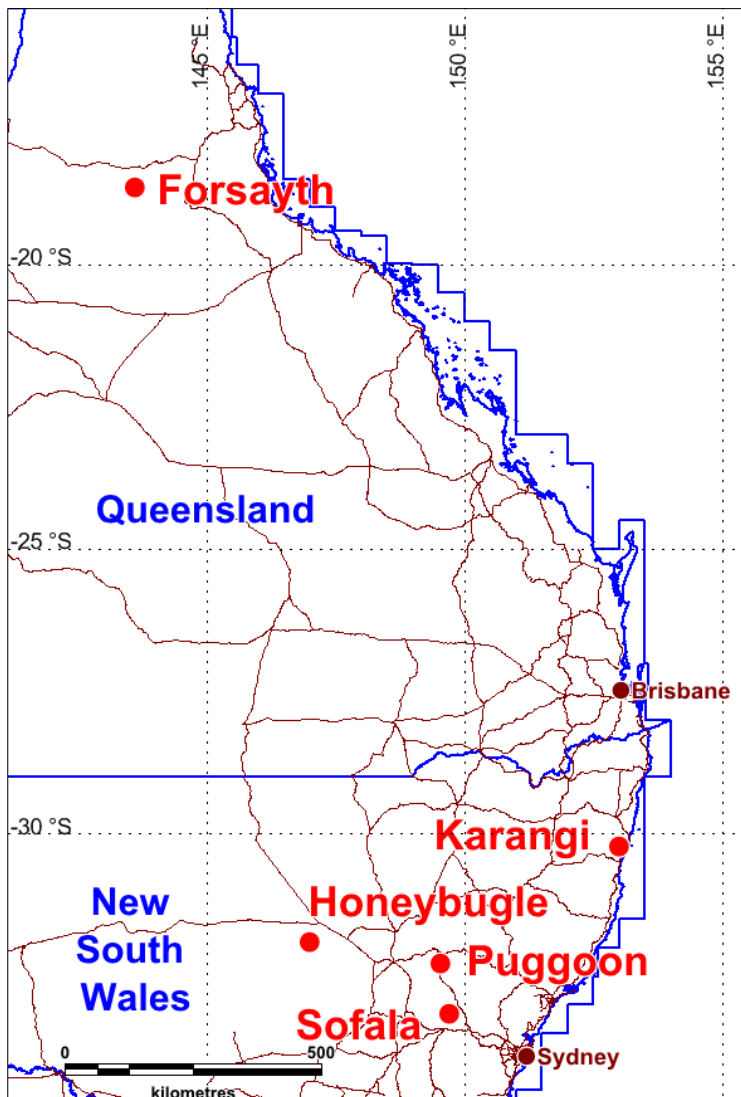 145 °E
150 °E
155 °E
Forsayth
-20 °S
Queensland
-25 °S
Brisbane
-30 °S
Karangi
New
South
Wales
Honeybugle
Puggoon
Sofala
Sydney
0
500
kilometres